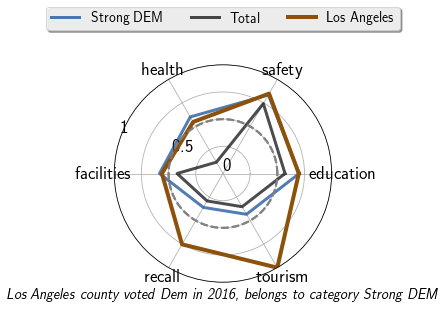 Strong DEM Total Los Angeles
health safety
1
0.5
0
facilities education
recall tourism
Los Angeles county voted Dem in 2016, belongs to category Strong DEM